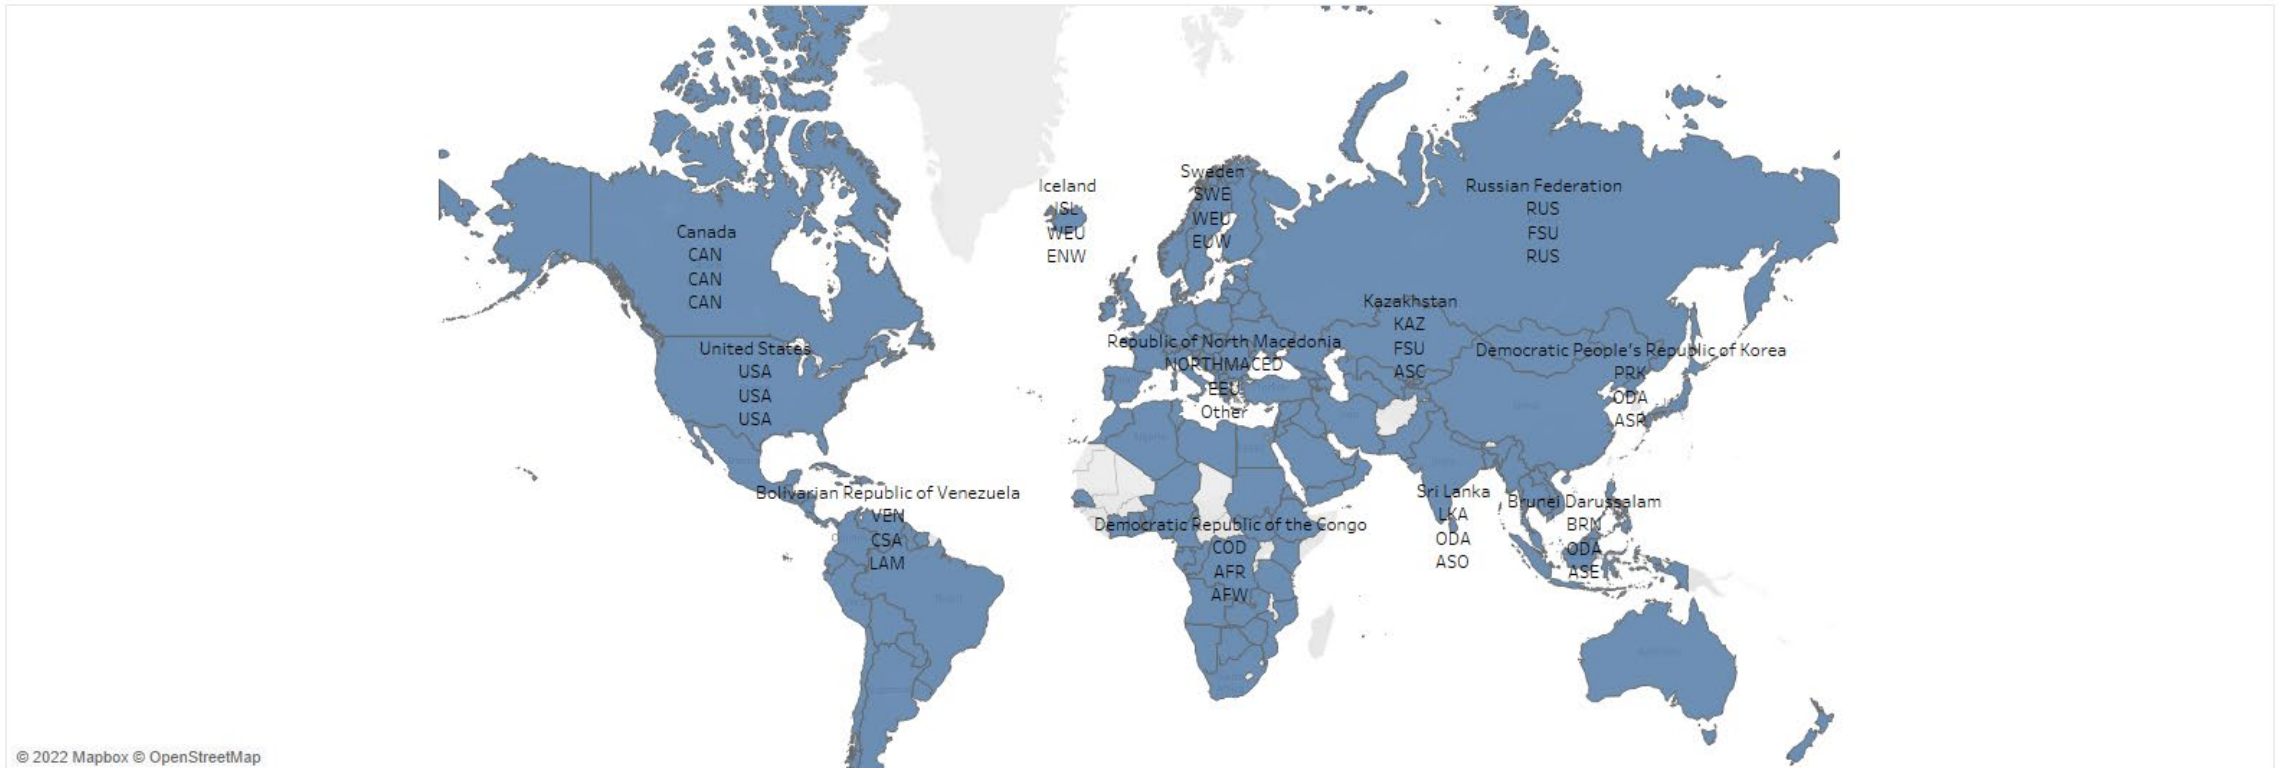 Iceland
ISL
WEU
ENW
Sweden
SWE
WEU
EUW
Russian Federation
RUS
FSU
RUS
Canada
CAN
CAN
CAN
Kazakhstan
KAZ
FSU
ASC
United States
USA
USA
USA
Republic of North Macedonia
NORTHMACED
EEU
Other
Democratic People's Republic of Korea
PRK
ODA
ASR
Bolivarian Republic of Venezuela
VEN
CSA
LAM
Democratic Republic of the Congo
COD
AFR
AFW
Sri Lanka
LKA
ODA
ASO
Brunei Darussalam
BRN
ODA
ASE
Algeria
Brazil
© 2022 Mapbox © OpenStreetMap